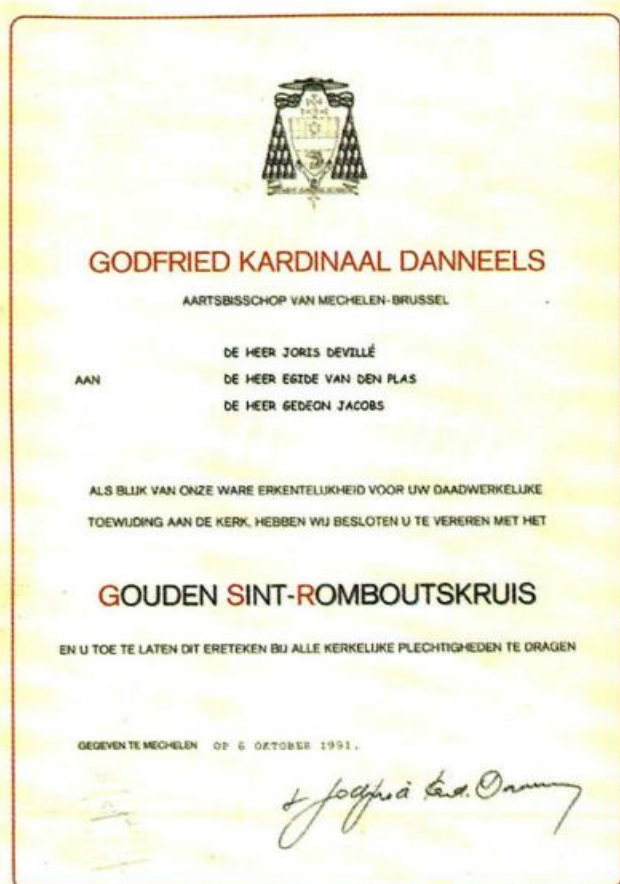 GODFRIED KARDINAAL DANNEELS
AARTSBISSCHOP VAN MECHELEN-BRUSSEL
DE HEER JORIS DEVILLÉ
AAN DE HEER EGIDE VAN DEN PLAS
DE HEER GEDEON JACOBS
ALS BLIJK VAN ONZE WARE ERKENTELIJKHEID VOOR UW DAADWERKELIJKE
TOEWIJDING AAN DE KERK, HEBBEN WIJ BESLOTEN U TE VEREREN MET HET
GOUDEN SINT-ROMBOUTSKRUIS
EN U TOE TE LATEN DIT ERETEKEN BIJ ALLE KERKELIJKE PLECHTIGHEDEN TE DRAGEN
GEGEVEN TE MECHELEN OP 6 OKTOBER 1991.